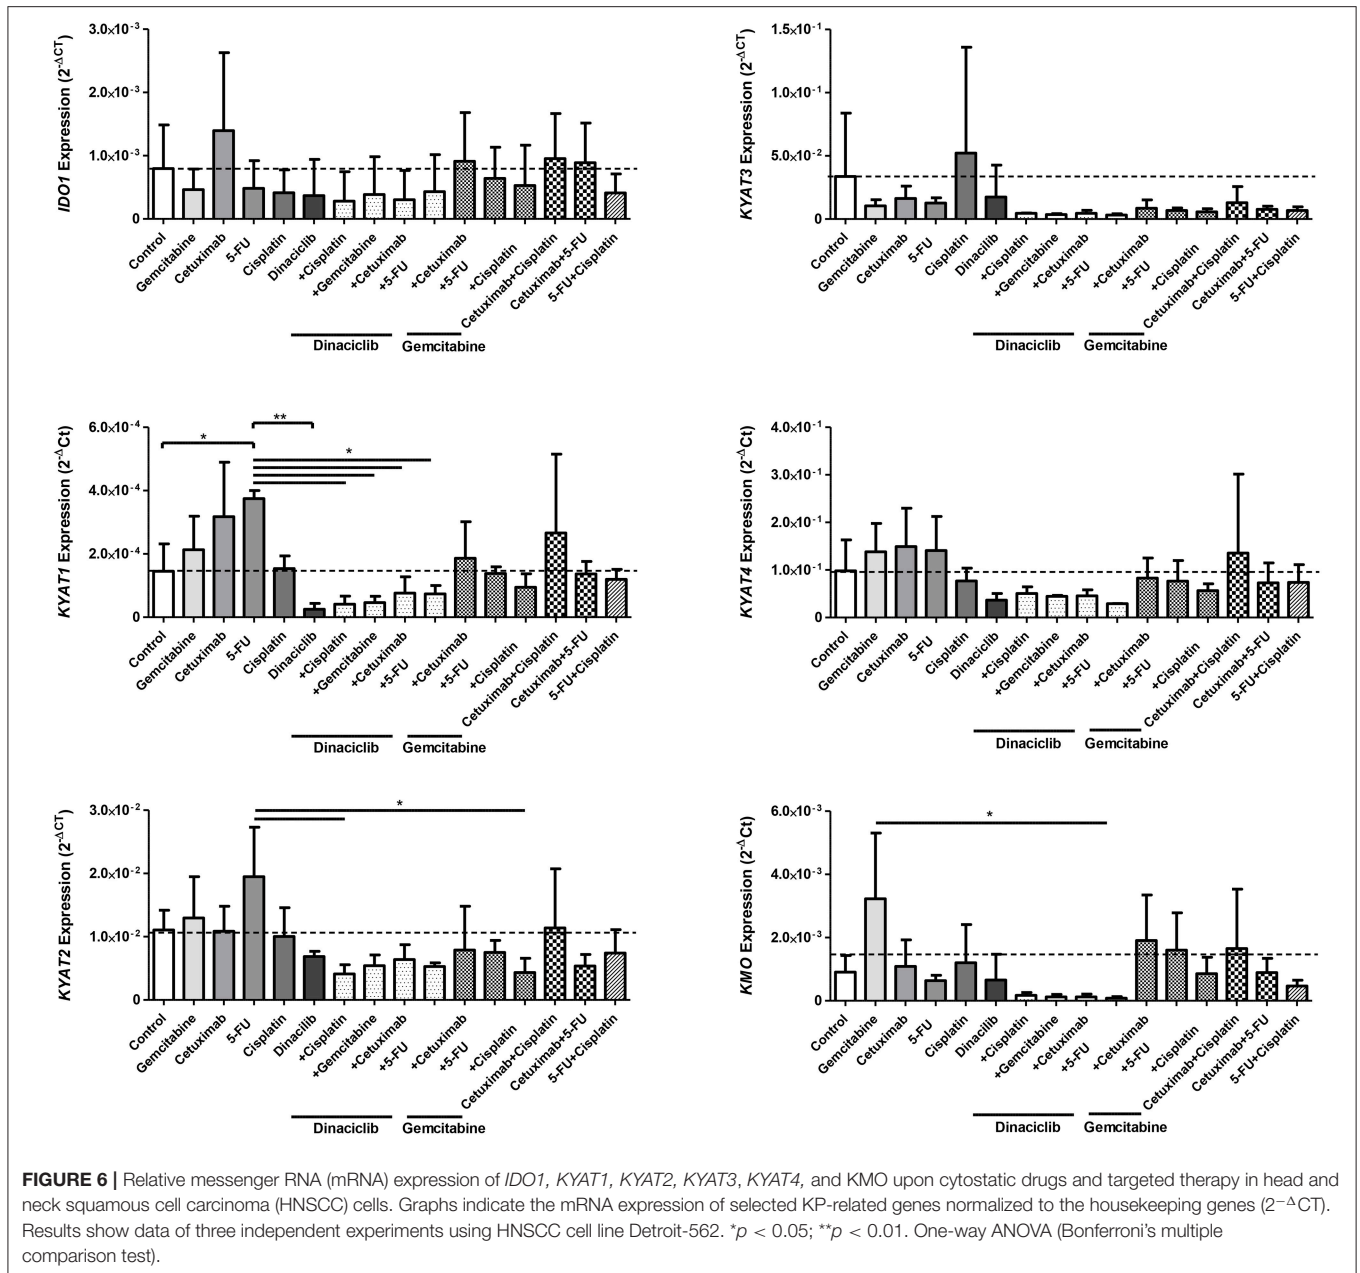 IDO1 Expression (2-ΔCT)
3.0×10-3
2.0×10-3
1.0×10-3
0
Control
Gemcitabine
Cetuximab
5-FU
Cisplatin
Dinaciclib
+Cisplatin
+Gemcitabine
+Cetuximab
+5-FU
+Cetuximab
+5-FU
+Cisplatin
Cetuximab+Cisplatin
Cetuximab+5-FU
5-FU+Cisplatin
Dinaciclib
Gemcitabine
KYAT3 Expression (2-ΔCT)
1.5×10-1
1.0×10-1
5.0×10-2
0
Control
Gemcitabine
Cetuximab
5-FU
Cisplatin
Dinaciclib
+Cisplatin
+Gemcitabine
+Cetuximab
+5-FU
+Cetuximab
+5-FU
+Cisplatin
Cetuximab+Cisplatin
Cetuximab+5-FU
5-FU+Cisplatin
Dinaciclib
Gemcitabine
KYAT1 Expression (2-ΔCt)
6.0×10-4
4.0×10-4
2.0×10-4
0
*
**
*
Control
Gemcitabine
Cetuximab
5-FU
Cisplatin
Dinaciclib
+Cisplatin
+Gemcitabine
+Cetuximab
+5-FU
+Cetuximab
+5-FU
+Cisplatin
Cetuximab+Cisplatin
Cetuximab+5-FU
5-FU+Cisplatin
Dinaciclib
Gemcitabine
KYAT4 Expression (2-ΔCt)
4.0×10-1
3.0×10-1
2.0×10-1
1.0×10-1
0
Control
Gemcitabine
Cetuximab
5-FU
Cisplatin
Dinaciclib
+Cisplatin
+Gemcitabine
+Cetuximab
+5-FU
+Cetuximab
+5-FU
+Cisplatin
Cetuximab+Cisplatin
Cetuximab+5-FU
5-FU+Cisplatin
Dinaciclib
Gemcitabine
KYAT2 Expression (2-ΔCT)
3.0×10-2
2.0×10-2
1.0×10-2
0
*
Control
Gemcitabine
Cetuximab
5-FU
Cisplatin
Dinacilib
+Cisplatin
+Gemcitabine
+Cetuximab
+5-FU
+Cetuximab
+5-FU
+Cisplatin
Cetuximab+Cisplatin
Cetuximab+5-FU
5-FU+Cisplatin
Dinaciclib
Gemcitabine
KMO Expression (2-ΔCt)
6.0×10-3
4.0×10-3
2.0×10-3
0
*
Control
Gemcitabine
Cetuximab
5-FU
Cisplatin
Dinaciclib
+Cisplatin
+Gemcitabine
+Cetuximab
+5-FU
+Cetuximab
+5-FU
+Cisplatin
Cetuximab+Cisplatin
Cetuximab+5-FU
5-FU+Cisplatin
Dinaciclib
Gemcitabine
FIGURE 6 | Relative messenger RNA (mRNA) expression of IDO1, KYAT1, KYAT2, KYAT3, KYAT4, and KMO upon cytostatic drugs and targeted therapy in head and
neck squamous cell carcinoma (HNSCC) cells. Graphs indicate the mRNA expression of selected KP-related genes normalized to the housekeeping genes (2−ΔCT).
Results show data of three independent experiments using HNSCC cell line Detroit-562. *p < 0.05; **p < 0.01. One-way ANOVA (Bonferroni's multiple
comparison test).